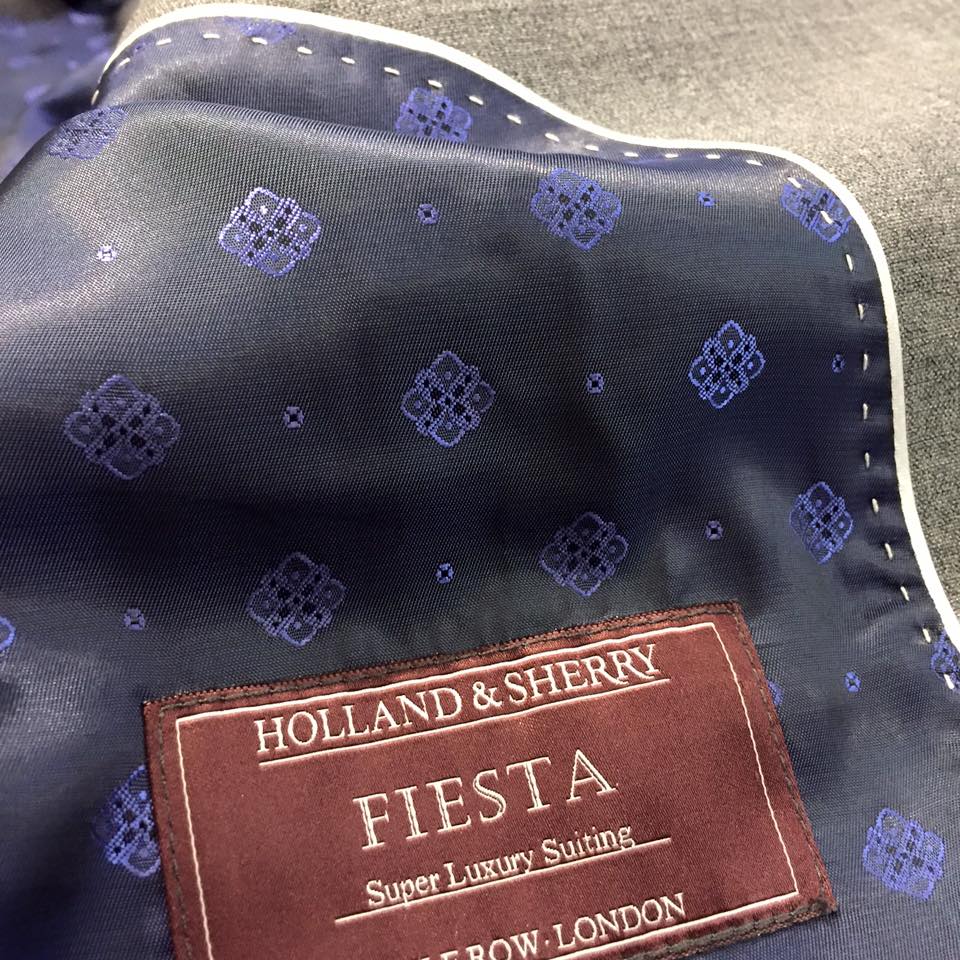 HOLLAND & SHERRY
FIESTA
Super Luxury Suiting
ROW · LONDON